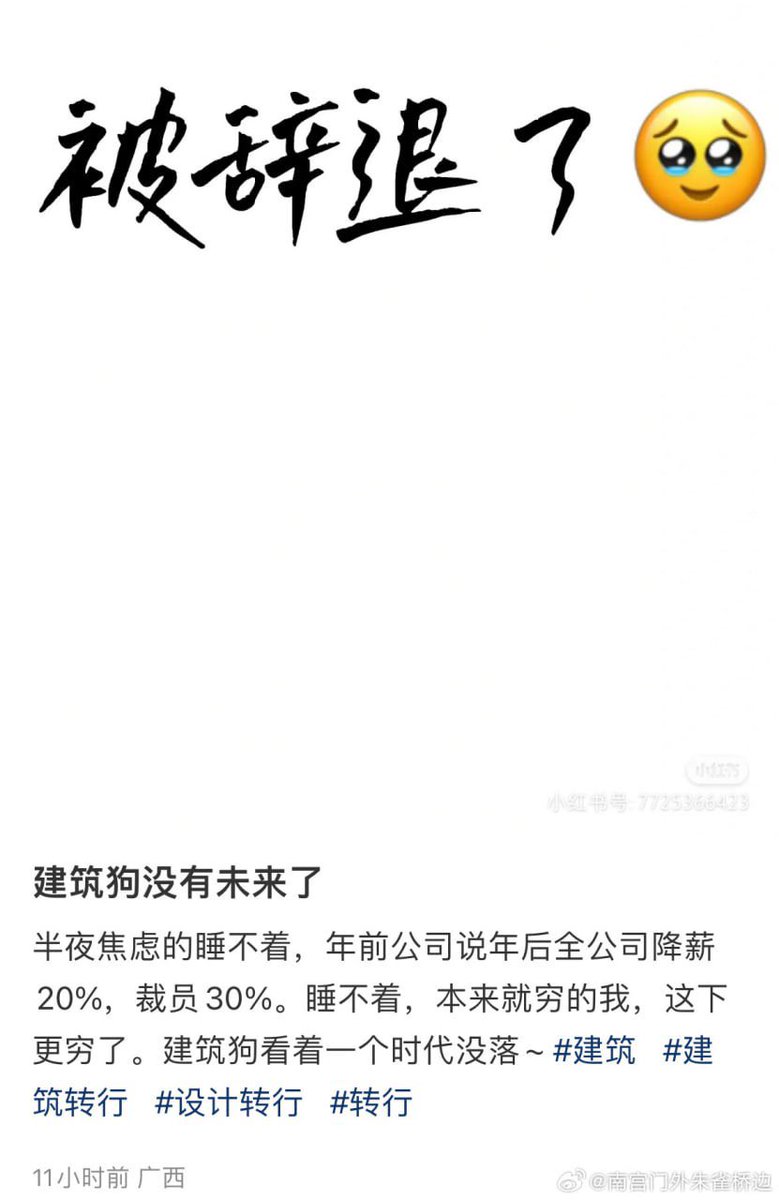 被辞退了🥹
小红书
小红书号: 7725366423
建筑狗没有未来了
半夜焦虑的睡不着，年前公司说年后全公司降薪
20%，裁员30%。睡不着，本来就穷的我，这下
更穷了。建筑狗看着一个时代没落~ #建筑 #建
筑转行 #设计转行 #转行
11小时前 广西
@南宫门外朱雀桥边